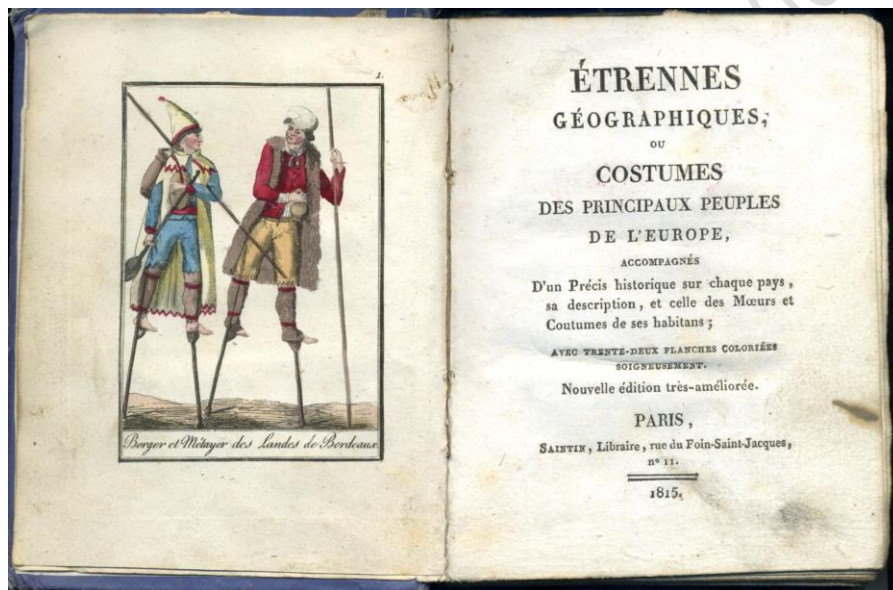 1.
Berger et Métayer des Landes de Bordeaux.
ÉTRENNES
GÉOGRAPHIQUES,
OU
COSTUMES
DES PRINCIPAUX PEUPLES
DE L'EUROPE,
ACCOMPAGNÉS
D'un Précis historique sur chaque pays,
sa description, et celle des Mœurs et
Coutumes de ses habitans;
AVEC TRENTE-DEUX PLANCHES COLORIÉES
SOIGNEUSEMENT.
Nouvelle édition très-améliorée.
PARIS,
SAINTIN, Libraire, rue du Foin-Saint-Jacques,
n° 11.
1815.